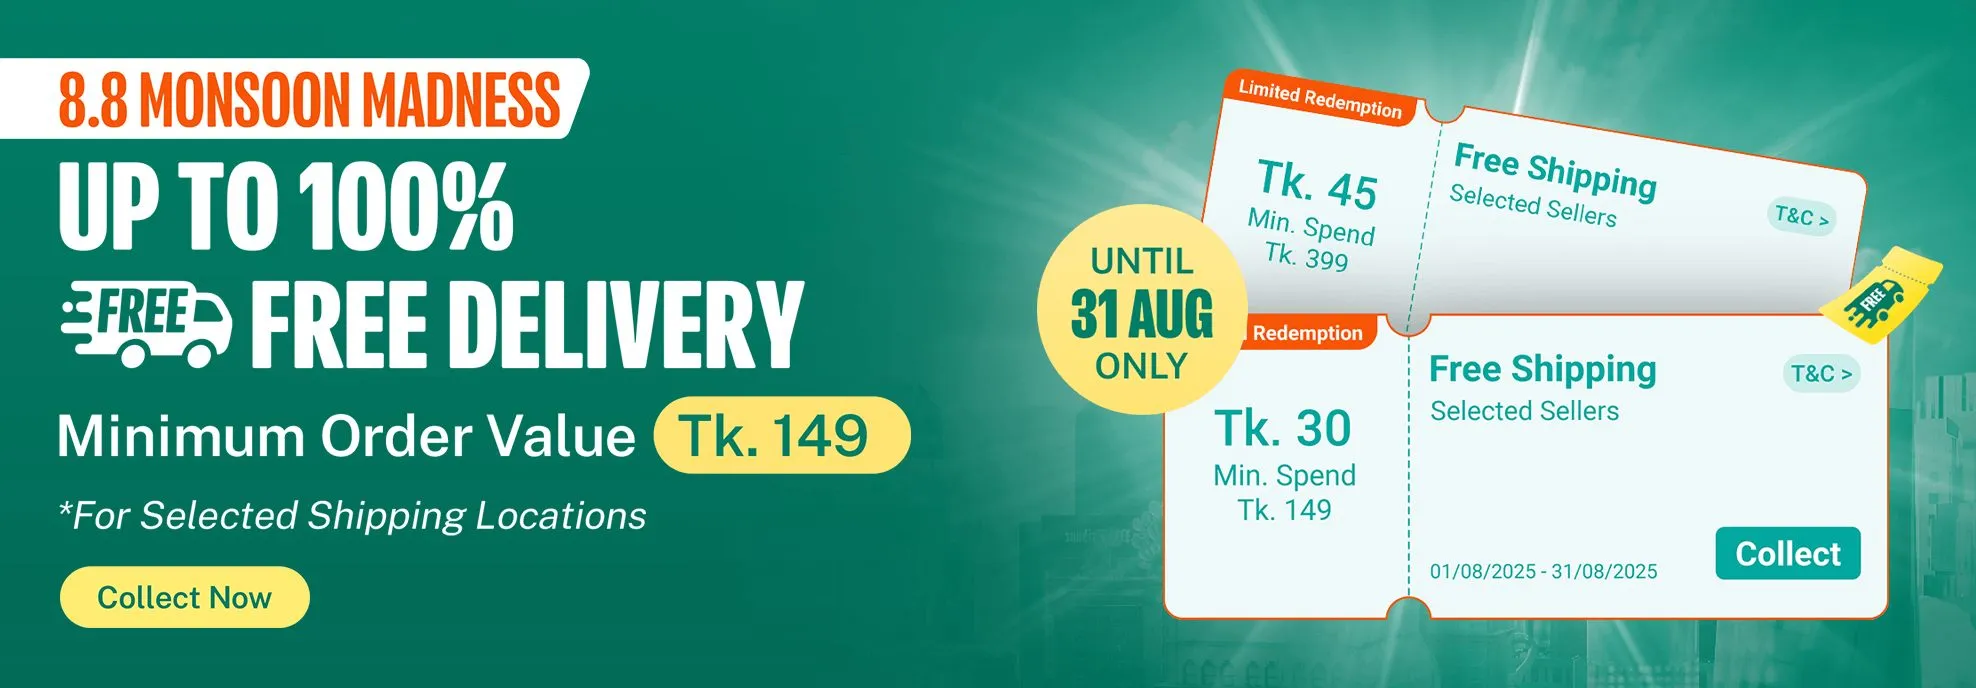 8.8 MONSOON MADNESS
UP TO 100%
FREE FREE DELIVERY
Minimum Order Value Tk. 149
*For Selected Shipping Locations
Collect Now
UNTIL
31 AUG
ONLY
Limited Redemption
Tk. 45
Min. Spend
Tk. 399
Free Shipping
Selected Sellers
T&C >
FREE
Redemption
Tk. 30
Min. Spend
Tk. 149
Free Shipping
Selected Sellers
T&C >
01/08/2025 - 31/08/2025
Collect